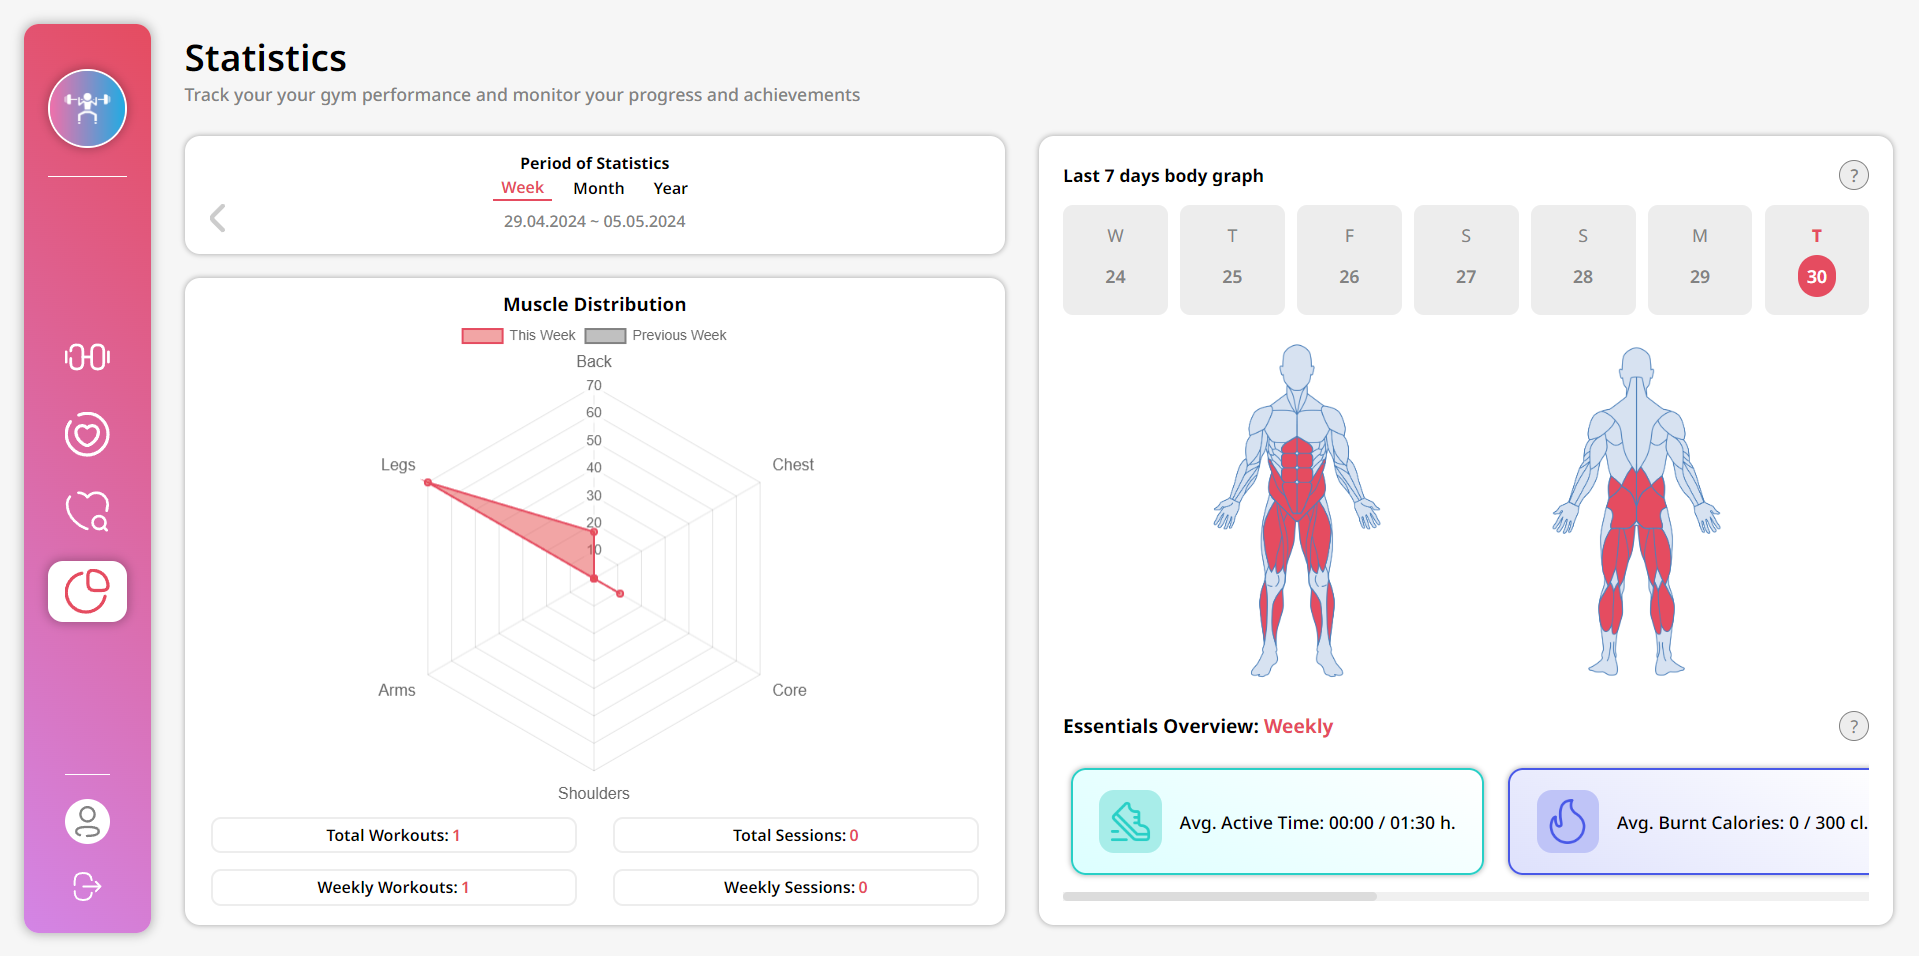 Statistics
Track your your gym performance and monitor your progress and achievements
Period of Statistics
Week Month Year
29.04.2024 ~ 05.05.2024
Muscle Distribution
This Week Previous Week
Back
70
60
50
40
30
20
10
Legs
Chest
Arms
Core
Shoulders
Total Workouts: 1
Total Sessions: 0
Weekly Workouts: 1
Weekly Sessions: 0
Last 7 days body graph
?
W T F S S M T
24 25 26 27 28 29 30
Essentials Overview: Weekly
?
Avg. Active Time: 00:00 / 01:30 h.
Avg. Burnt Calories: 0 / 300 cl.